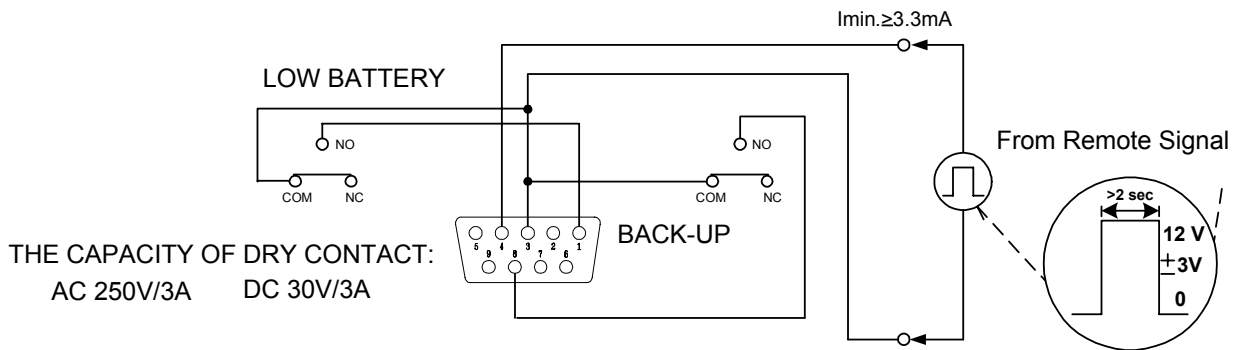 Imin.≥3.3mA
LOW BATTERY
NO
COM
NC
NO
COM
NC
From Remote Signal
>2 sec
12 V
±3V
0
BACK-UP
5 4 3 2 1
9 8 7 6
THE CAPACITY OF DRY CONTACT:
AC 250V/3A DC 30V/3A